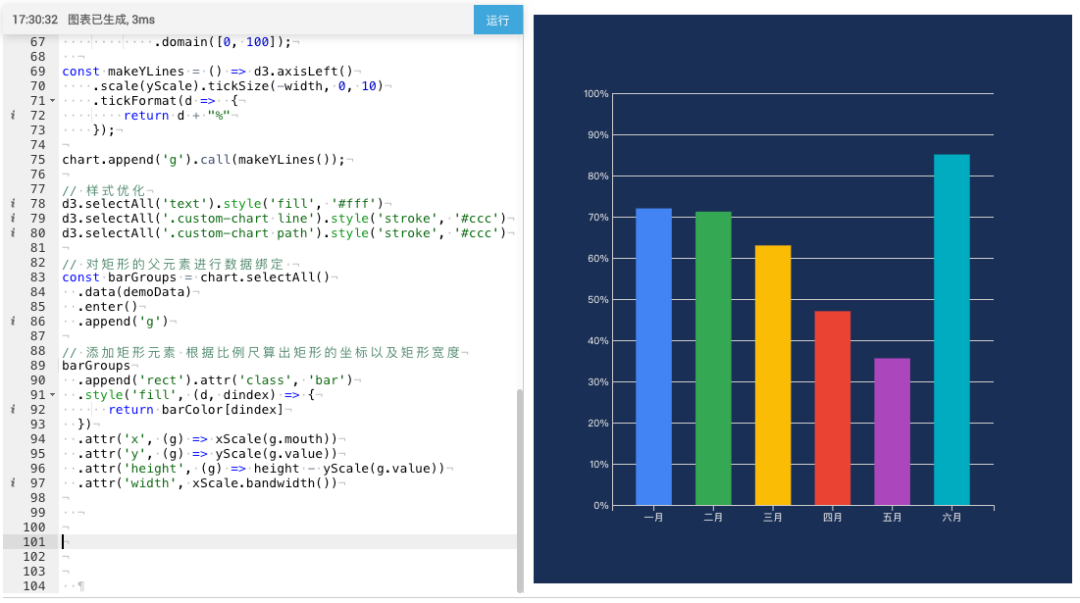 17:30:32 图表已生成, 3ms
运行
67 .domain([0, 100]);
68
69 const makeYLines = () => d3.axisLeft()
70 .scale(yScale).tickSize(-width, 0, 10)
71 .tickFormat(d => {
72 return d + "%"
73 });
74
75 chart.append('g').call(makeYLines());
76
77 // 样式优化
78 d3.selectAll('text').style('fill', '#fff')
79 d3.selectAll('.custom-chart line').style('stroke', '#ccc')
80 d3.selectAll('.custom-chart path').style('stroke', '#ccc')
81
82 // 对矩形的父元素进行数据绑定
83 const barGroups = chart.selectAll()
84 .data(demoData)
85 .enter()
86 .append('g')
87
88 // 添加矩形元素 根据比例尺算出矩形的坐标以及矩形宽度
89 barGroups
90 .append('rect').attr('class', 'bar')
91 .style('fill', (d, dindex) => {
92 return barColor[dindex]
93 })
94 .attr('x', (g) => xScale(g.mouth))
95 .attr('y', (g) => yScale(g.value))
96 .attr('height', (g) => height - yScale(g.value))
97 .attr('width', xScale.bandwidth())
98
99
100
101
102
103
104
100%
90%
80%
70%
60%
50%
40%
30%
20%
10%
0%
一月 二月 三月 四月 五月 六月